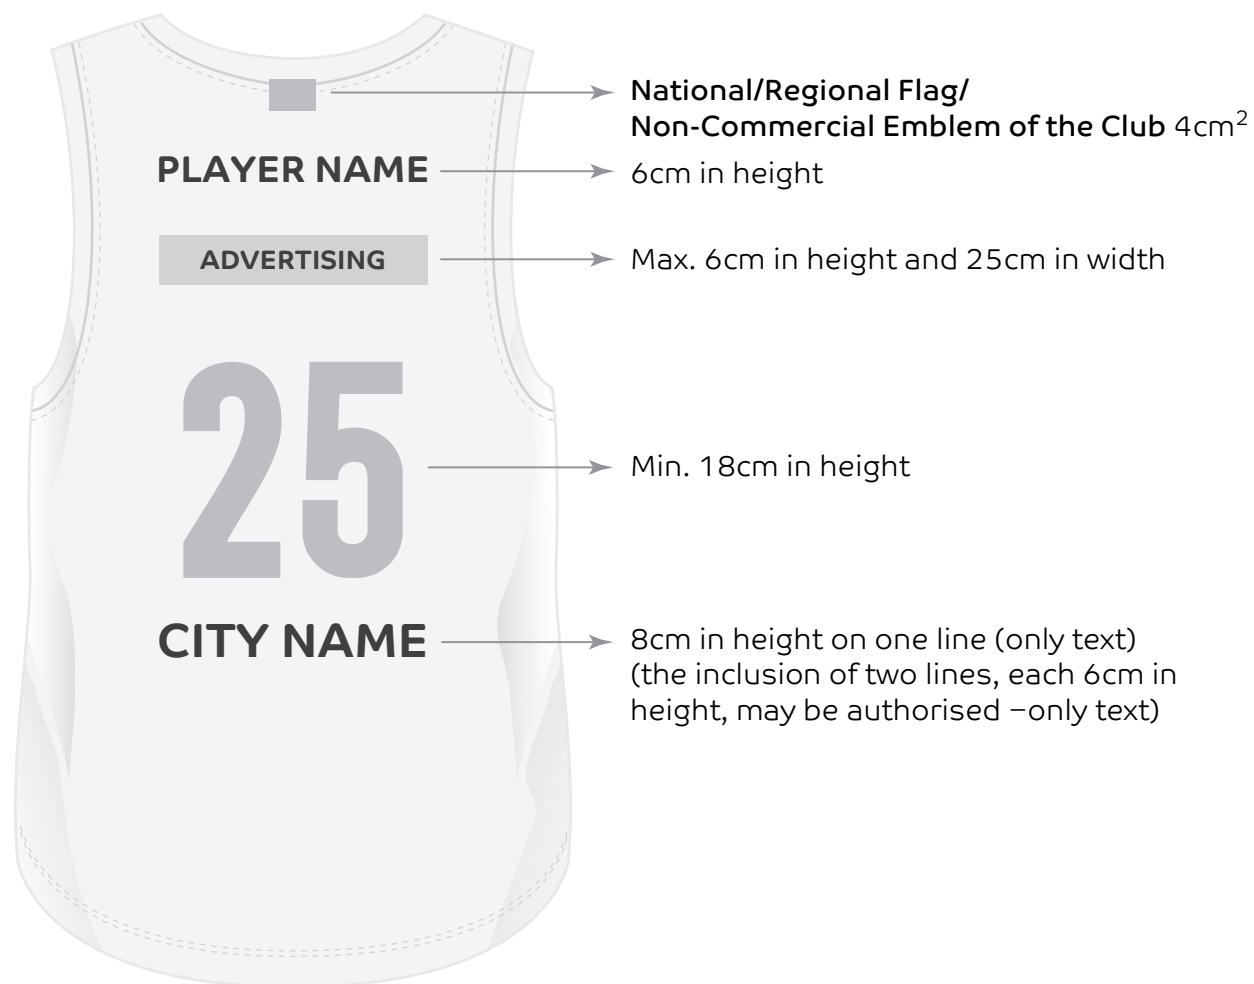 National/Regional Flag/
Non-Commercial Emblem of the Club 4cm²
PLAYER NAME
6cm in height
ADVERTISING
Max. 6cm in height and 25cm in width
25
Min. 18cm in height
CITY NAME
8cm in height on one line (only text)
(the inclusion of two lines, each 6cm in
height, may be authorised –only text)